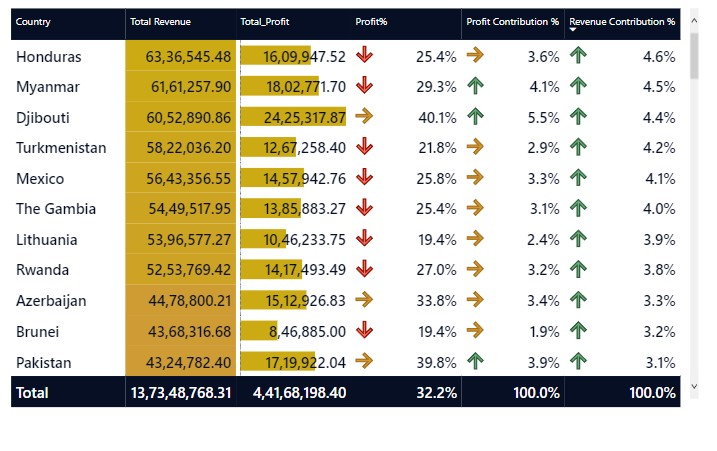 Country Total Revenue Total_Profit Profit% Profit Contribution % Revenue Contribution %
Honduras 63,36,545.48 16,09,947.52 25.4% 3.6% 4.6%
Myanmar 61,61,257.90 18,02,771.70 29.3% 4.1% 4.5%
Djibouti 60,52,890.86 24,25,317.87 40.1% 5.5% 4.4%
Turkmenistan 58,22,036.20 12,67,258.40 21.8% 2.9% 4.2%
Mexico 56,43,356.55 14,57,942.76 25.8% 3.3% 4.1%
The Gambia 54,49,517.95 13,85,883.27 25.4% 3.1% 4.0%
Lithuania 53,96,577.27 10,46,233.75 19.4% 2.4% 3.9%
Rwanda 52,53,769.42 14,17,493.49 27.0% 3.2% 3.8%
Azerbaijan 44,78,800.21 15,12,926.83 33.8% 3.4% 3.3%
Brunei 43,68,316.68 8,46,885.00 19.4% 1.9% 3.2%
Pakistan 43,24,782.40 17,19,922.04 39.8% 3.9% 3.1%
Total 13,73,48,768.31 4,41,68,198.40 32.2% 100.0% 100.0%